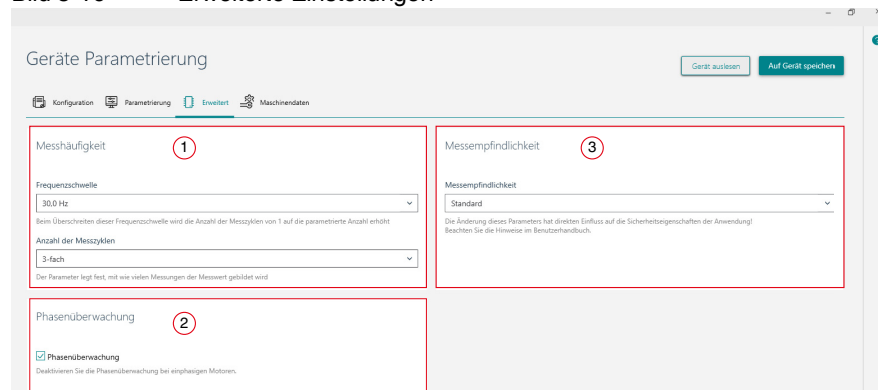 Geräte Parametrierung
Gerät auslesen
Auf Gerät speichern
Konfiguration
Parametrierung
Erweitert
Maschinendaten
Messhäufigkeit
1
Frequenzschwelle
30,0 Hz
Beim Überschreiten dieser Frequenzschwelle wird die Anzahl der Messzyklen von 1 auf die parametrierte Anzahl erhöht
Anzahl der Messzyklen
3-fach
Der Parameter legt fest, mit wie vielen Messungen der Messwert gebildet wird
Messempfindlichkeit
3
Messempfindlichkeit
Standard
Die Änderung dieses Parameters hat direkten Einfluss auf die Sicherheitseigenschaften der Anwendung!
Beachten Sie die Hinweise im Benutzerhandbuch.
Phasenüberwachung
2
Phasenüberwachung
Deaktivieren Sie die Phasenüberwachung bei einphasigen Motoren.